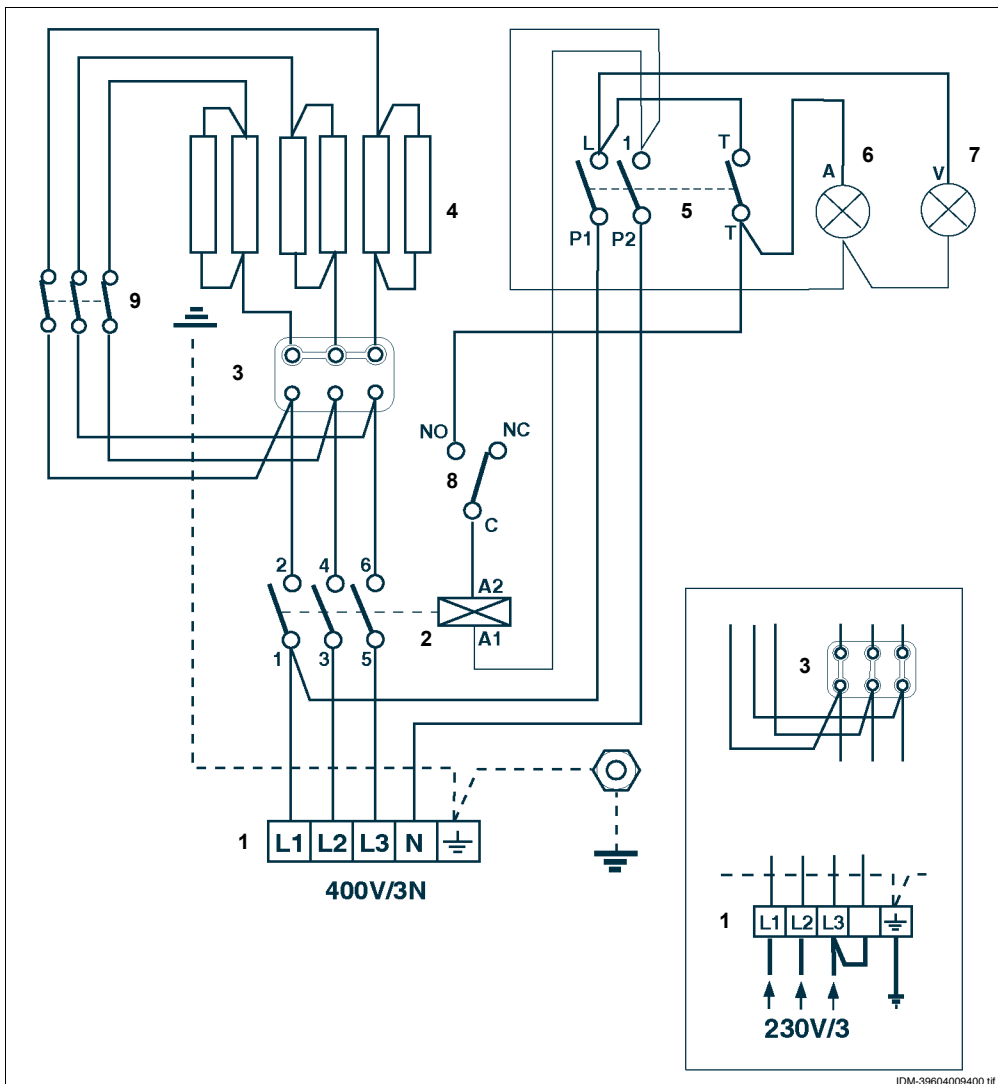 L 1 T
A 6 V 7
4
5
P1 P2 T
9
3
NO NC
8
C
2 4 6
A2
2
A1
1 3 5
3
1 L1 L2 L3 N
400V/3N
1 L1 L2 L3
230V/3
IDM-39604009400.tif